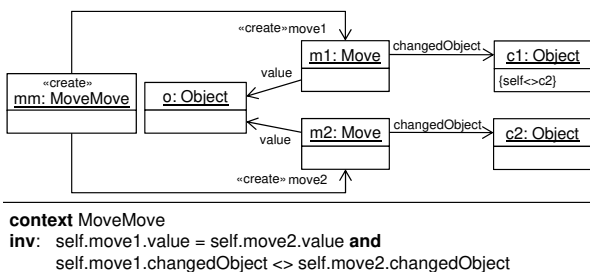 «create» move1
m1: Move
changedObject
c1: Object
{self<>c2}
value
«create»
mm: MoveMove
o: Object
value
m2: Move
changedObject
c2: Object
«create» move2
context MoveMove
inv: self.move1.value = self.move2.value and
self.move1.changedObject <> self.move2.changedObject